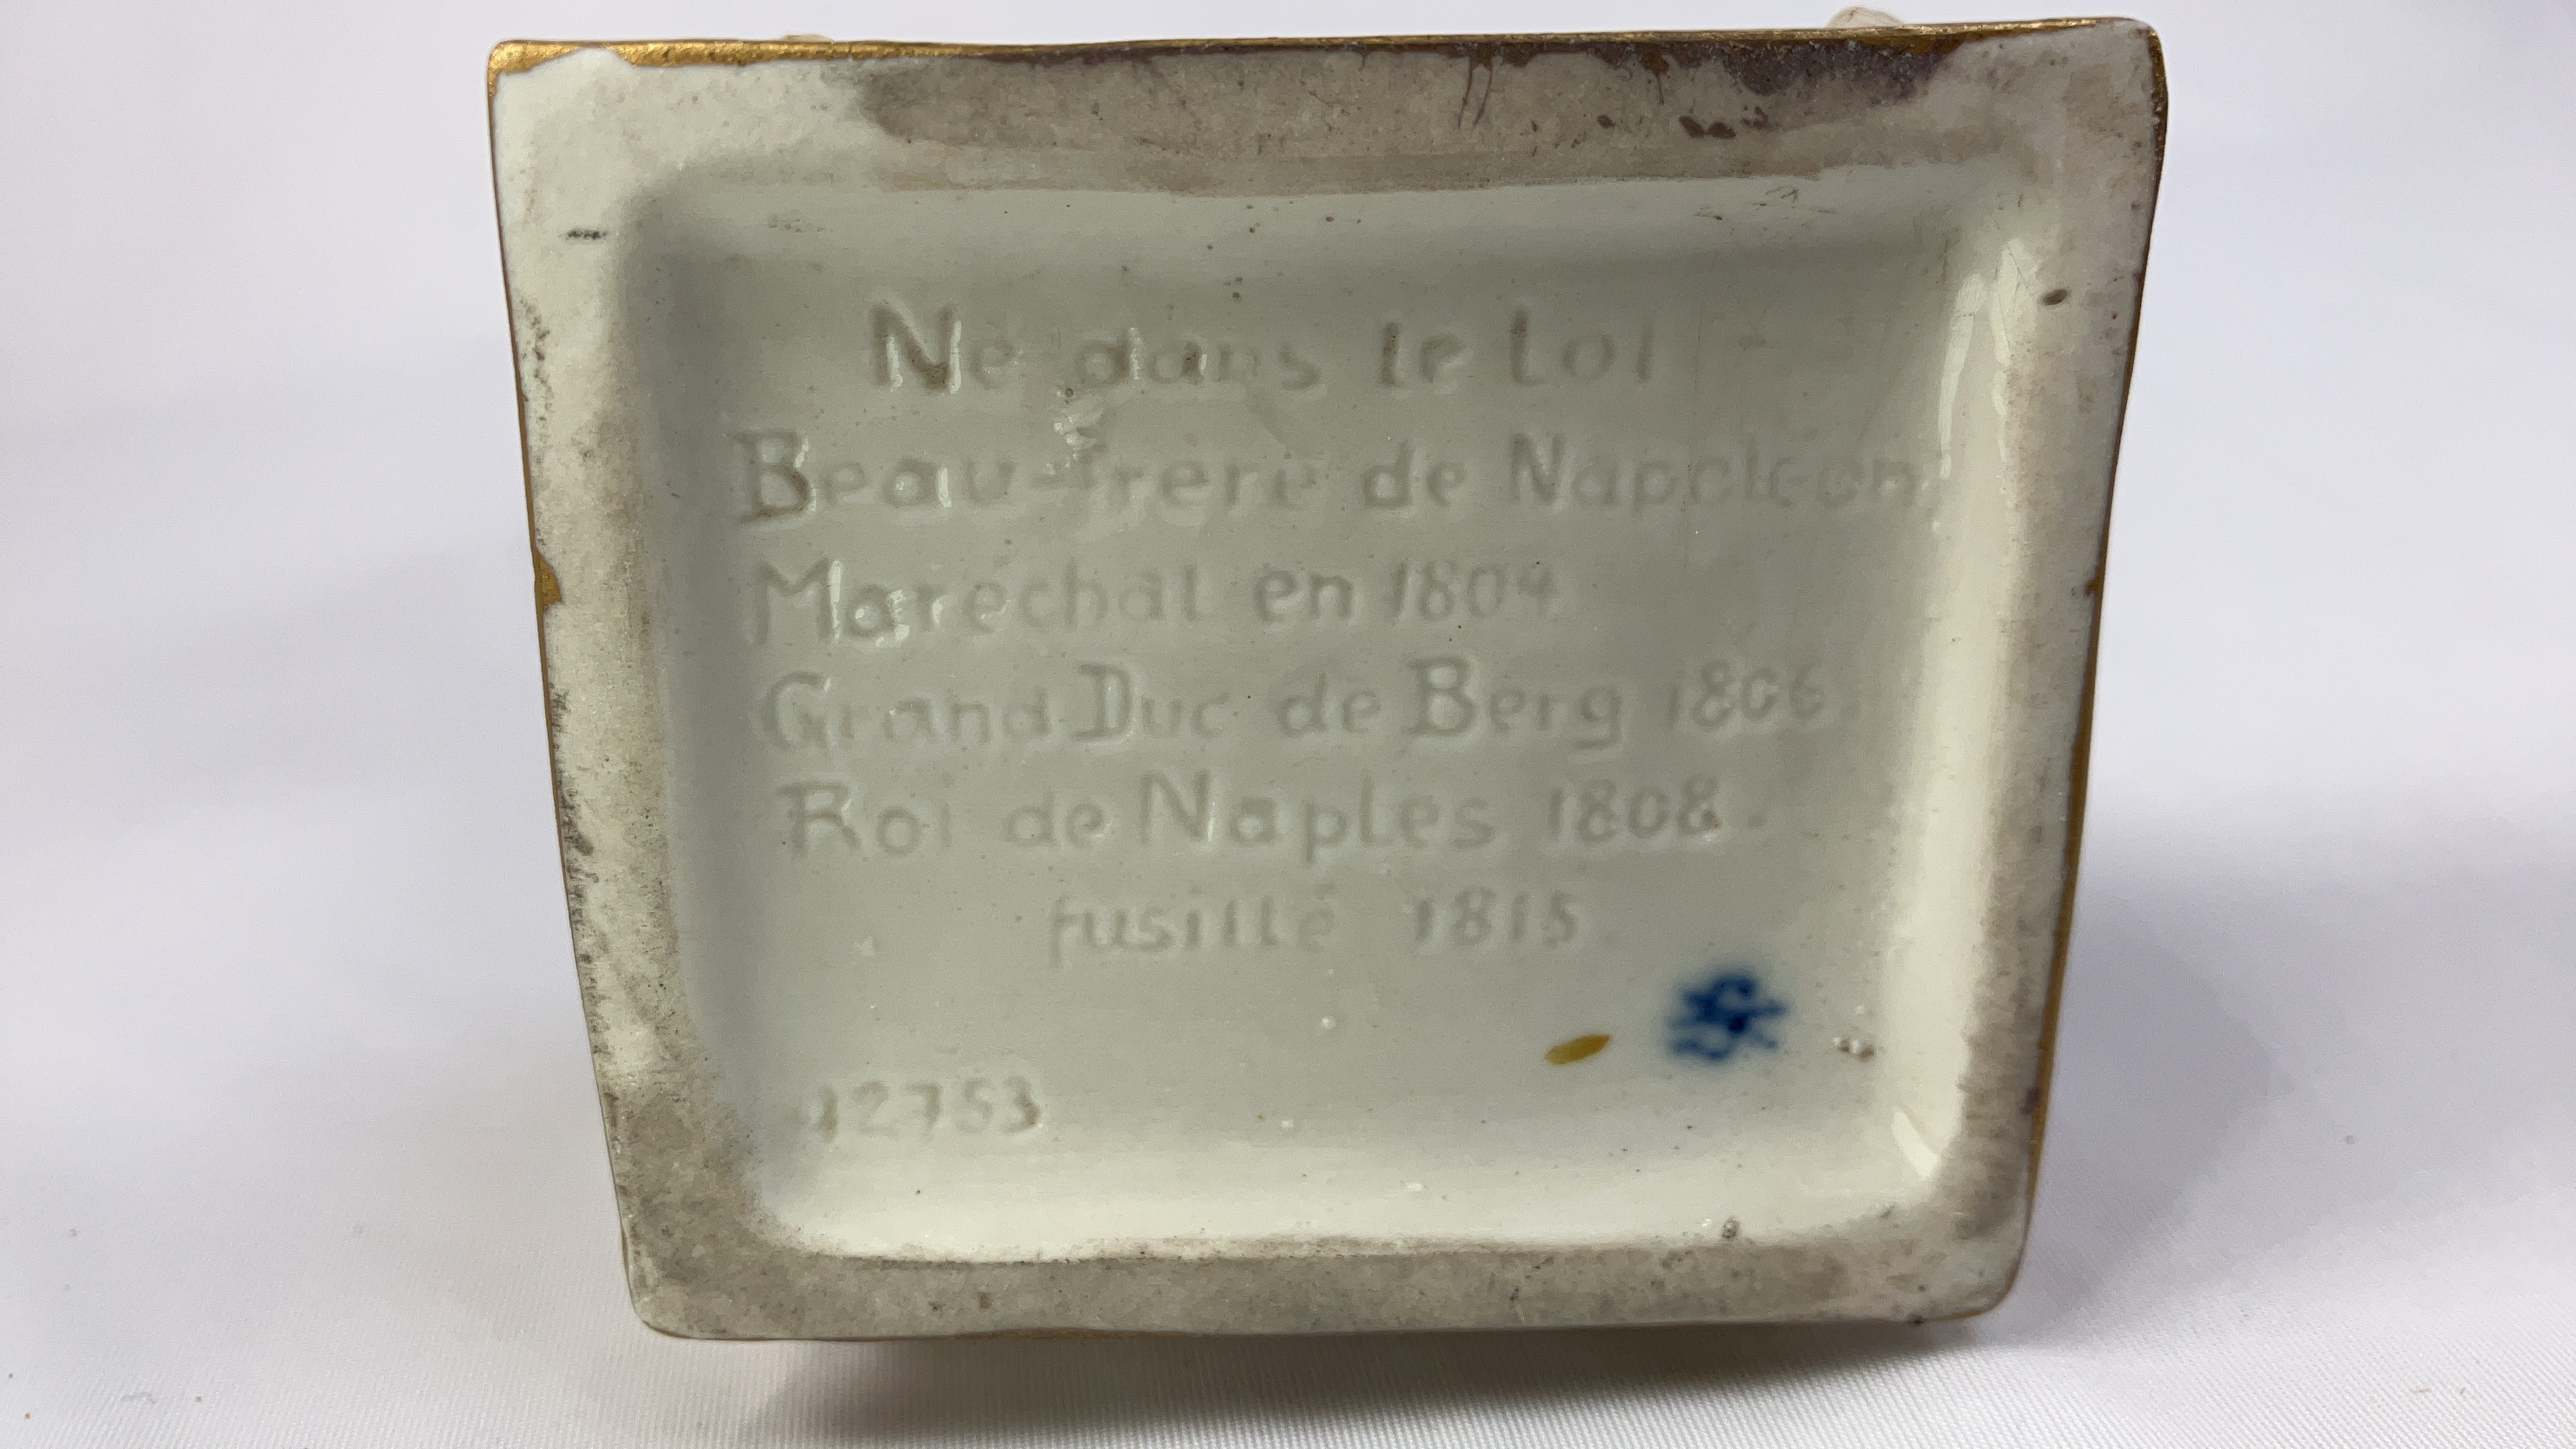 Né dans le Lot
Beau-frère de Napoléon
Maréchal en 1804
Grand Duc de Berg 1806.
Roi de Naples 1808.
fusillé 1815.
12753